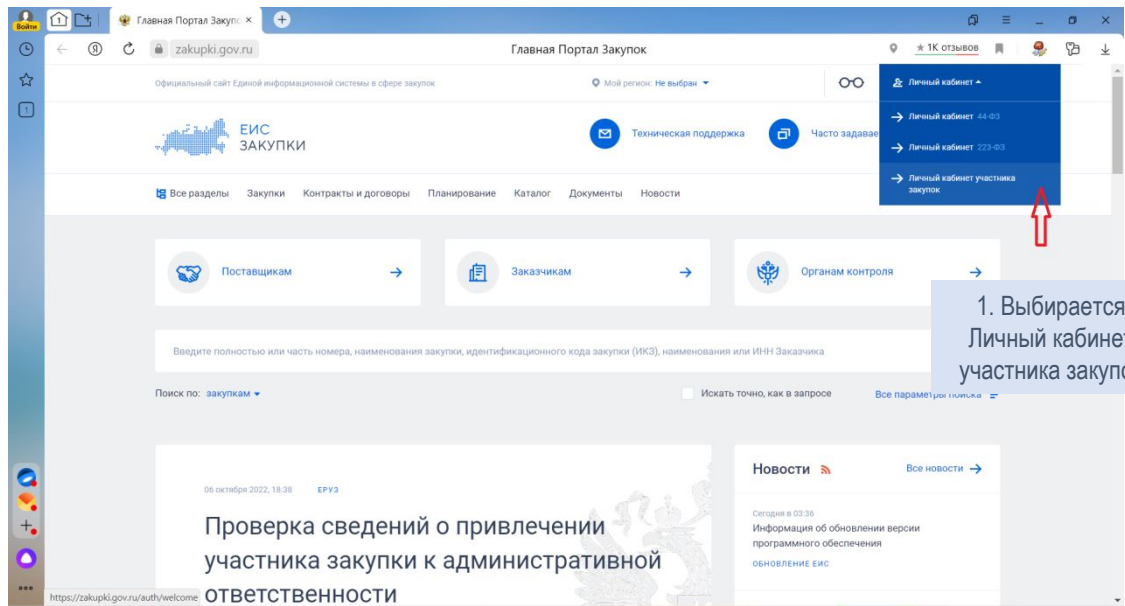 Войти
Главная Портал Закупо
zakupki.gov.ru
Главная Портал Закупок
1К отзывов
Официальный сайт Единой информационной системы в сфере закупок
Мой регион: Не выбран
Личный кабинет
Личный кабинет 44-ФЗ
Личный кабинет 223-ФЗ
Личный кабинет участника
закупок
ЕИС
ЗАКУПКИ
Техническая поддержка
Часто задавае
Все разделы Закупки Контракты и договоры Планирование Каталог Документы Новости
Поставщикам
Заказчикам
Органам контроля
1. Выбирается
Личный кабинет
участника закупо
Введите полностью или часть номера, наименования закупки, идентификационного кода закупки (ИКЗ), наименования или ИНН Заказчика
Поиск по: закупкам
Искать точно, как в запросе
Все параметры поиска
06 октября 2022, 18:38 ЕРУЗ
Проверка сведений о привлечении
участника закупки к административной
ответственности
Новости
Все новости
Сегодня в 03:36
Информация об обновлении версии
программного обеспечения
ОБНОВЛЕНИЕ ЕИС
https://zakupki.gov.ru/auth/welcome